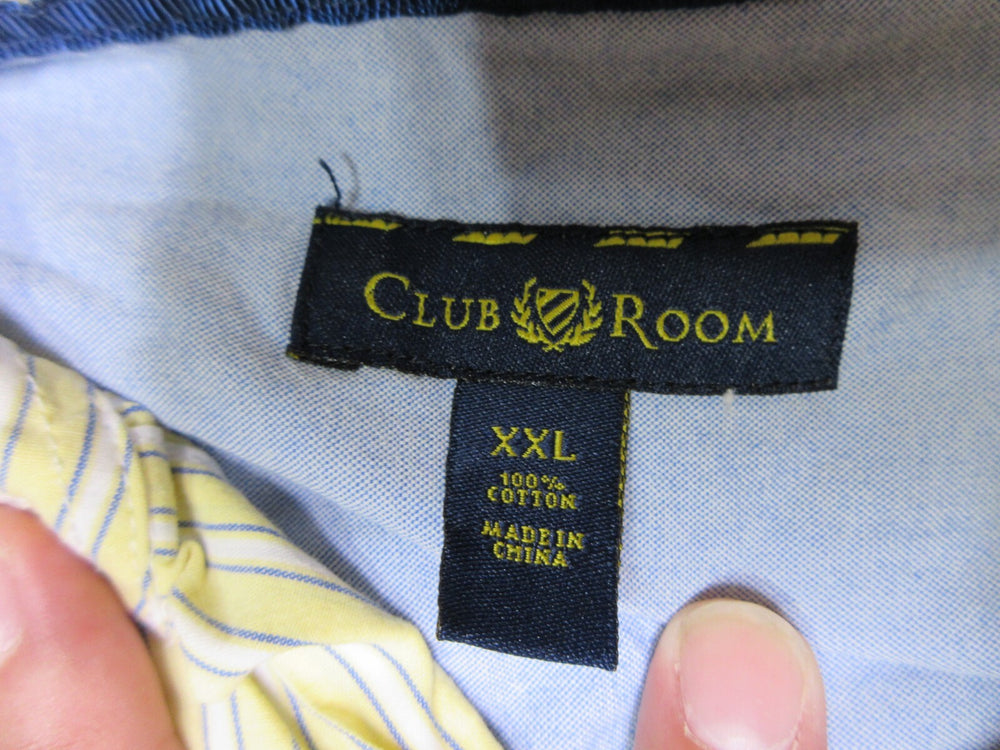 CLUB ROOM
XXL
100%
COTTON
MADE IN
CHINA